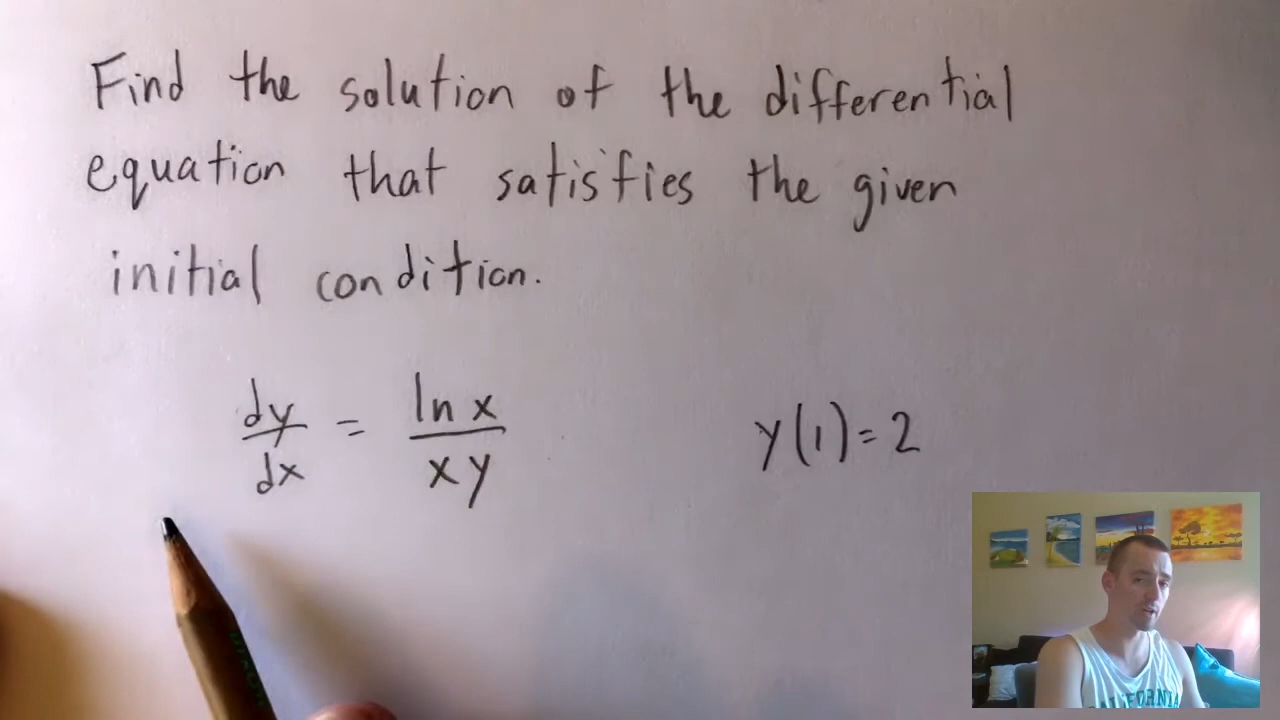 Find the solution of the differential
equation that satisfies the given
initial condition.
dy/dx = ln x/xy y(1)=2
CALIFORNIA